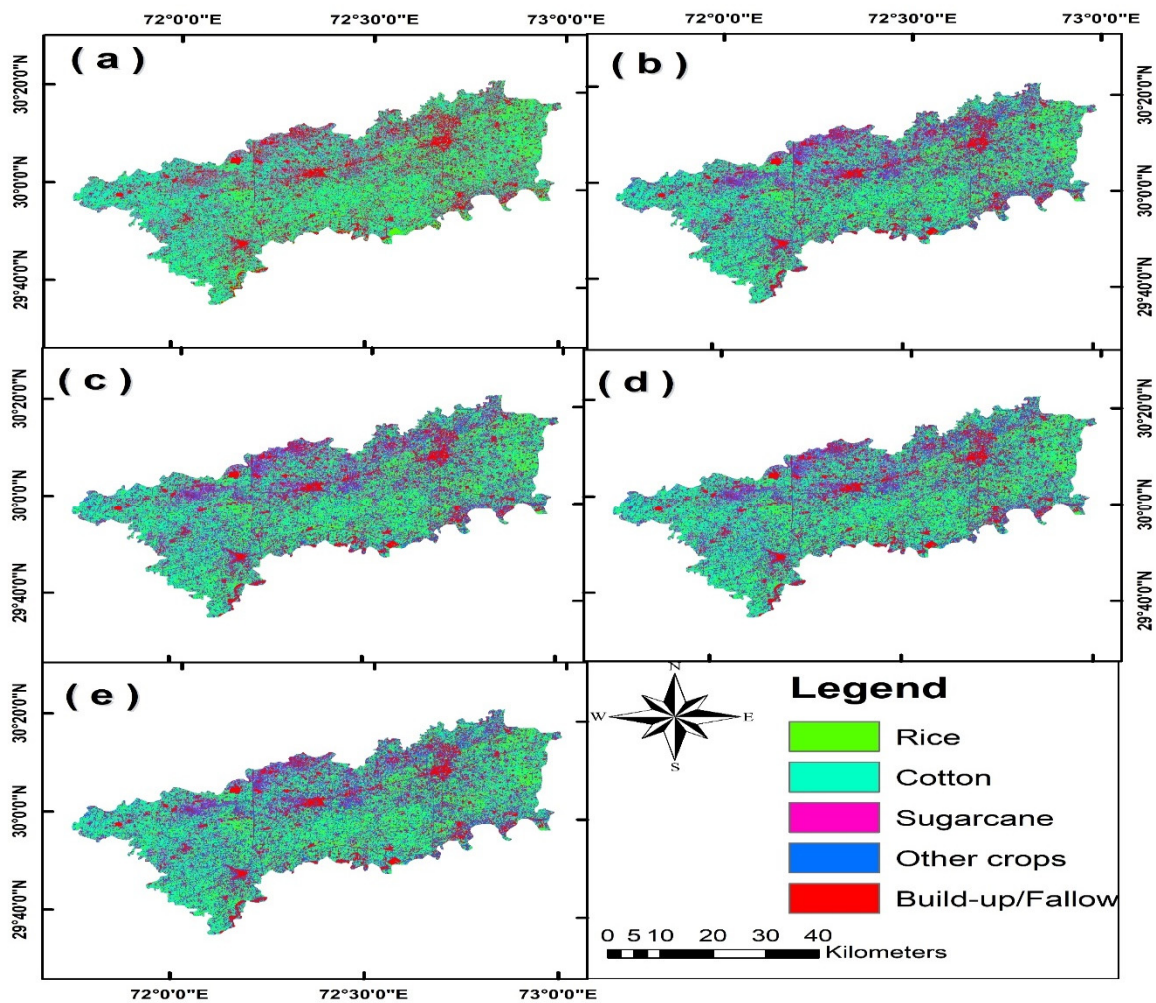 72°0'0"E 72°30'0"E 73°0'0"E 72°0'0"E 72°30'0"E 73°0'0"E
( a )
( b )
30°20'0"N
30°0'0"N
29°40'0"N
30°20'0"N
30°0'0"N
29°40'0"N
( c )
( d )
30°20'0"N
30°0'0"N
29°40'0"N
30°20'0"N
30°0'0"N
29°40'0"N
( e )
30°20'0"N
30°0'0"N
29°40'0"N
N
W E
S
Legend
Rice
Cotton
Sugarcane
Other crops
Build-up/Fallow
0 5 10 20 30 40
Kilometers
72°0'0"E 72°30'0"E 73°0'0"E